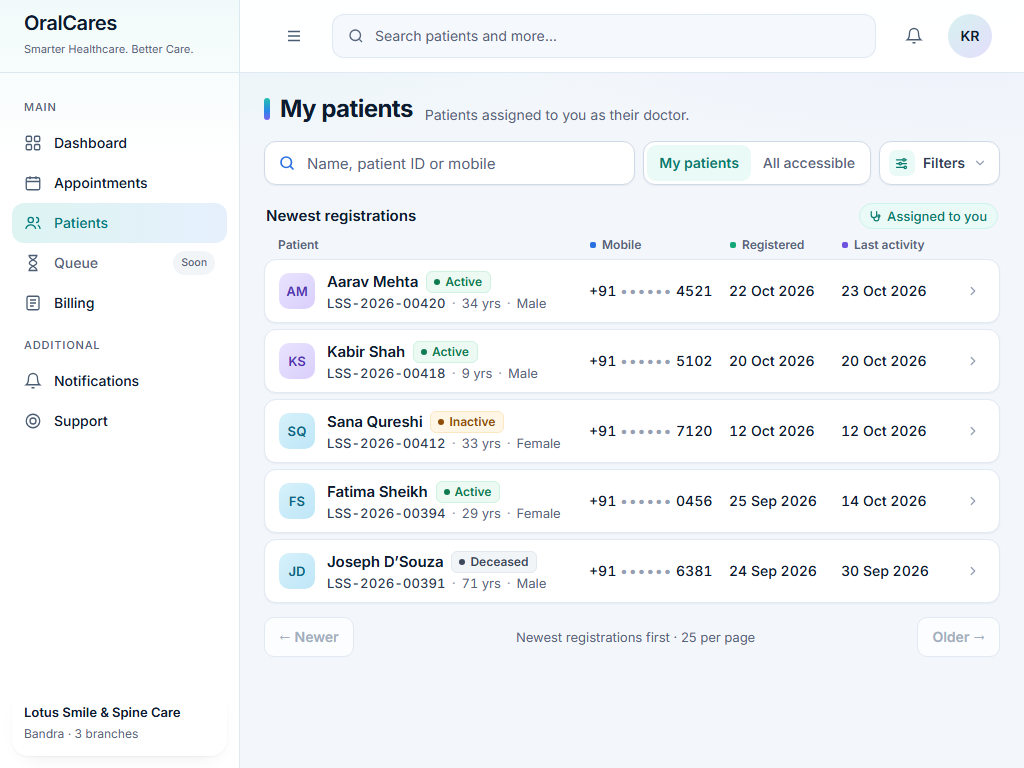 OralCares
Smarter Healthcare. Better Care.
Search patients and more...
KR
MAIN
Dashboard
Appointments
Patients
Queue Soon
Billing
ADDITIONAL
Notifications
Support
Lotus Smile & Spine Care
Bandra · 3 branches
My patients Patients assigned to you as their doctor.
Name, patient ID or mobile My patients All accessible Filters
Newest registrations Assigned to you
Patient Mobile Registered Last activity
AM Aarav Mehta Active
LSS-2026-00420 · 34 yrs · Male
+91 •••••• 4521 22 Oct 2026 23 Oct 2026
KS Kabir Shah Active
LSS-2026-00418 · 9 yrs · Male
+91 •••••• 5102 20 Oct 2026 20 Oct 2026
SQ Sana Qureshi Inactive
LSS-2026-00412 · 33 yrs · Female
+91 •••••• 7120 12 Oct 2026 12 Oct 2026
FS Fatima Sheikh Active
LSS-2026-00394 · 29 yrs · Female
+91 •••••• 0456 25 Sep 2026 14 Oct 2026
JD Joseph D’Souza Deceased
LSS-2026-00391 · 71 yrs · Male
+91 •••••• 6381 24 Sep 2026 30 Sep 2026
← Newer Newest registrations first · 25 per page Older →